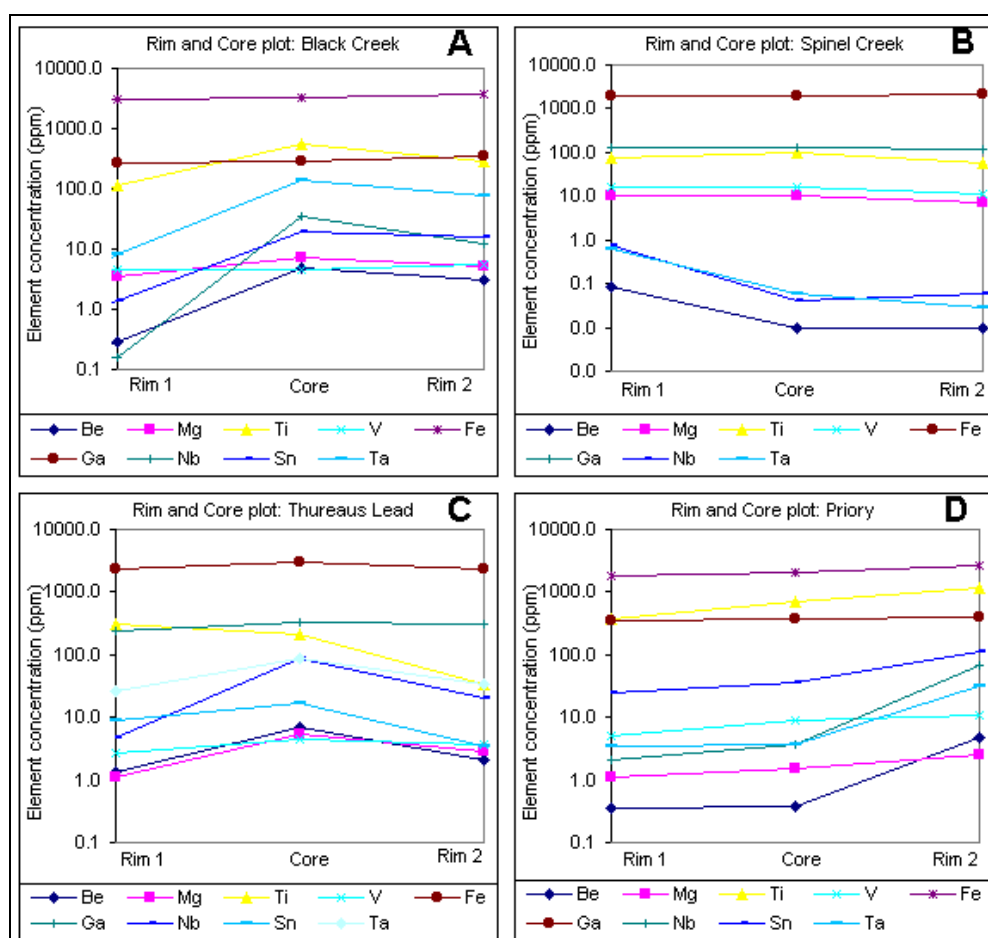 Rim and Core plot: Black Creek
A
Element concentration (ppm)
10000.0
1000.0
100.0
10.0
1.0
0.1
Rim 1
Core
Rim 2
Be
Mg
Ti
V
Fe
Ga
Nb
Sn
Ta
Rim and Core plot: Spinel Creek
B
Element concentration (ppm)
10000.0
1000.0
100.0
10.0
1.0
0.1
0.0
0.0
Rim 1
Core
Rim 2
Be
Mg
Ti
V
Fe
Ga
Nb
Ta
Rim and Core plot: Thureaus Lead
C
Element concentration (ppm)
10000.0
1000.0
100.0
10.0
1.0
0.1
Rim 1
Core
Rim 2
Be
Mg
Ti
V
Fe
Ga
Nb
Sn
Ta
Rim and Core plot: Priory
D
Element concentration (ppm)
10000.0
1000.0
100.0
10.0
1.0
0.1
Rim 1
Core
Rim 2
Be
Mg
Ti
V
Fe
Ga
Nb
Sn
Ta